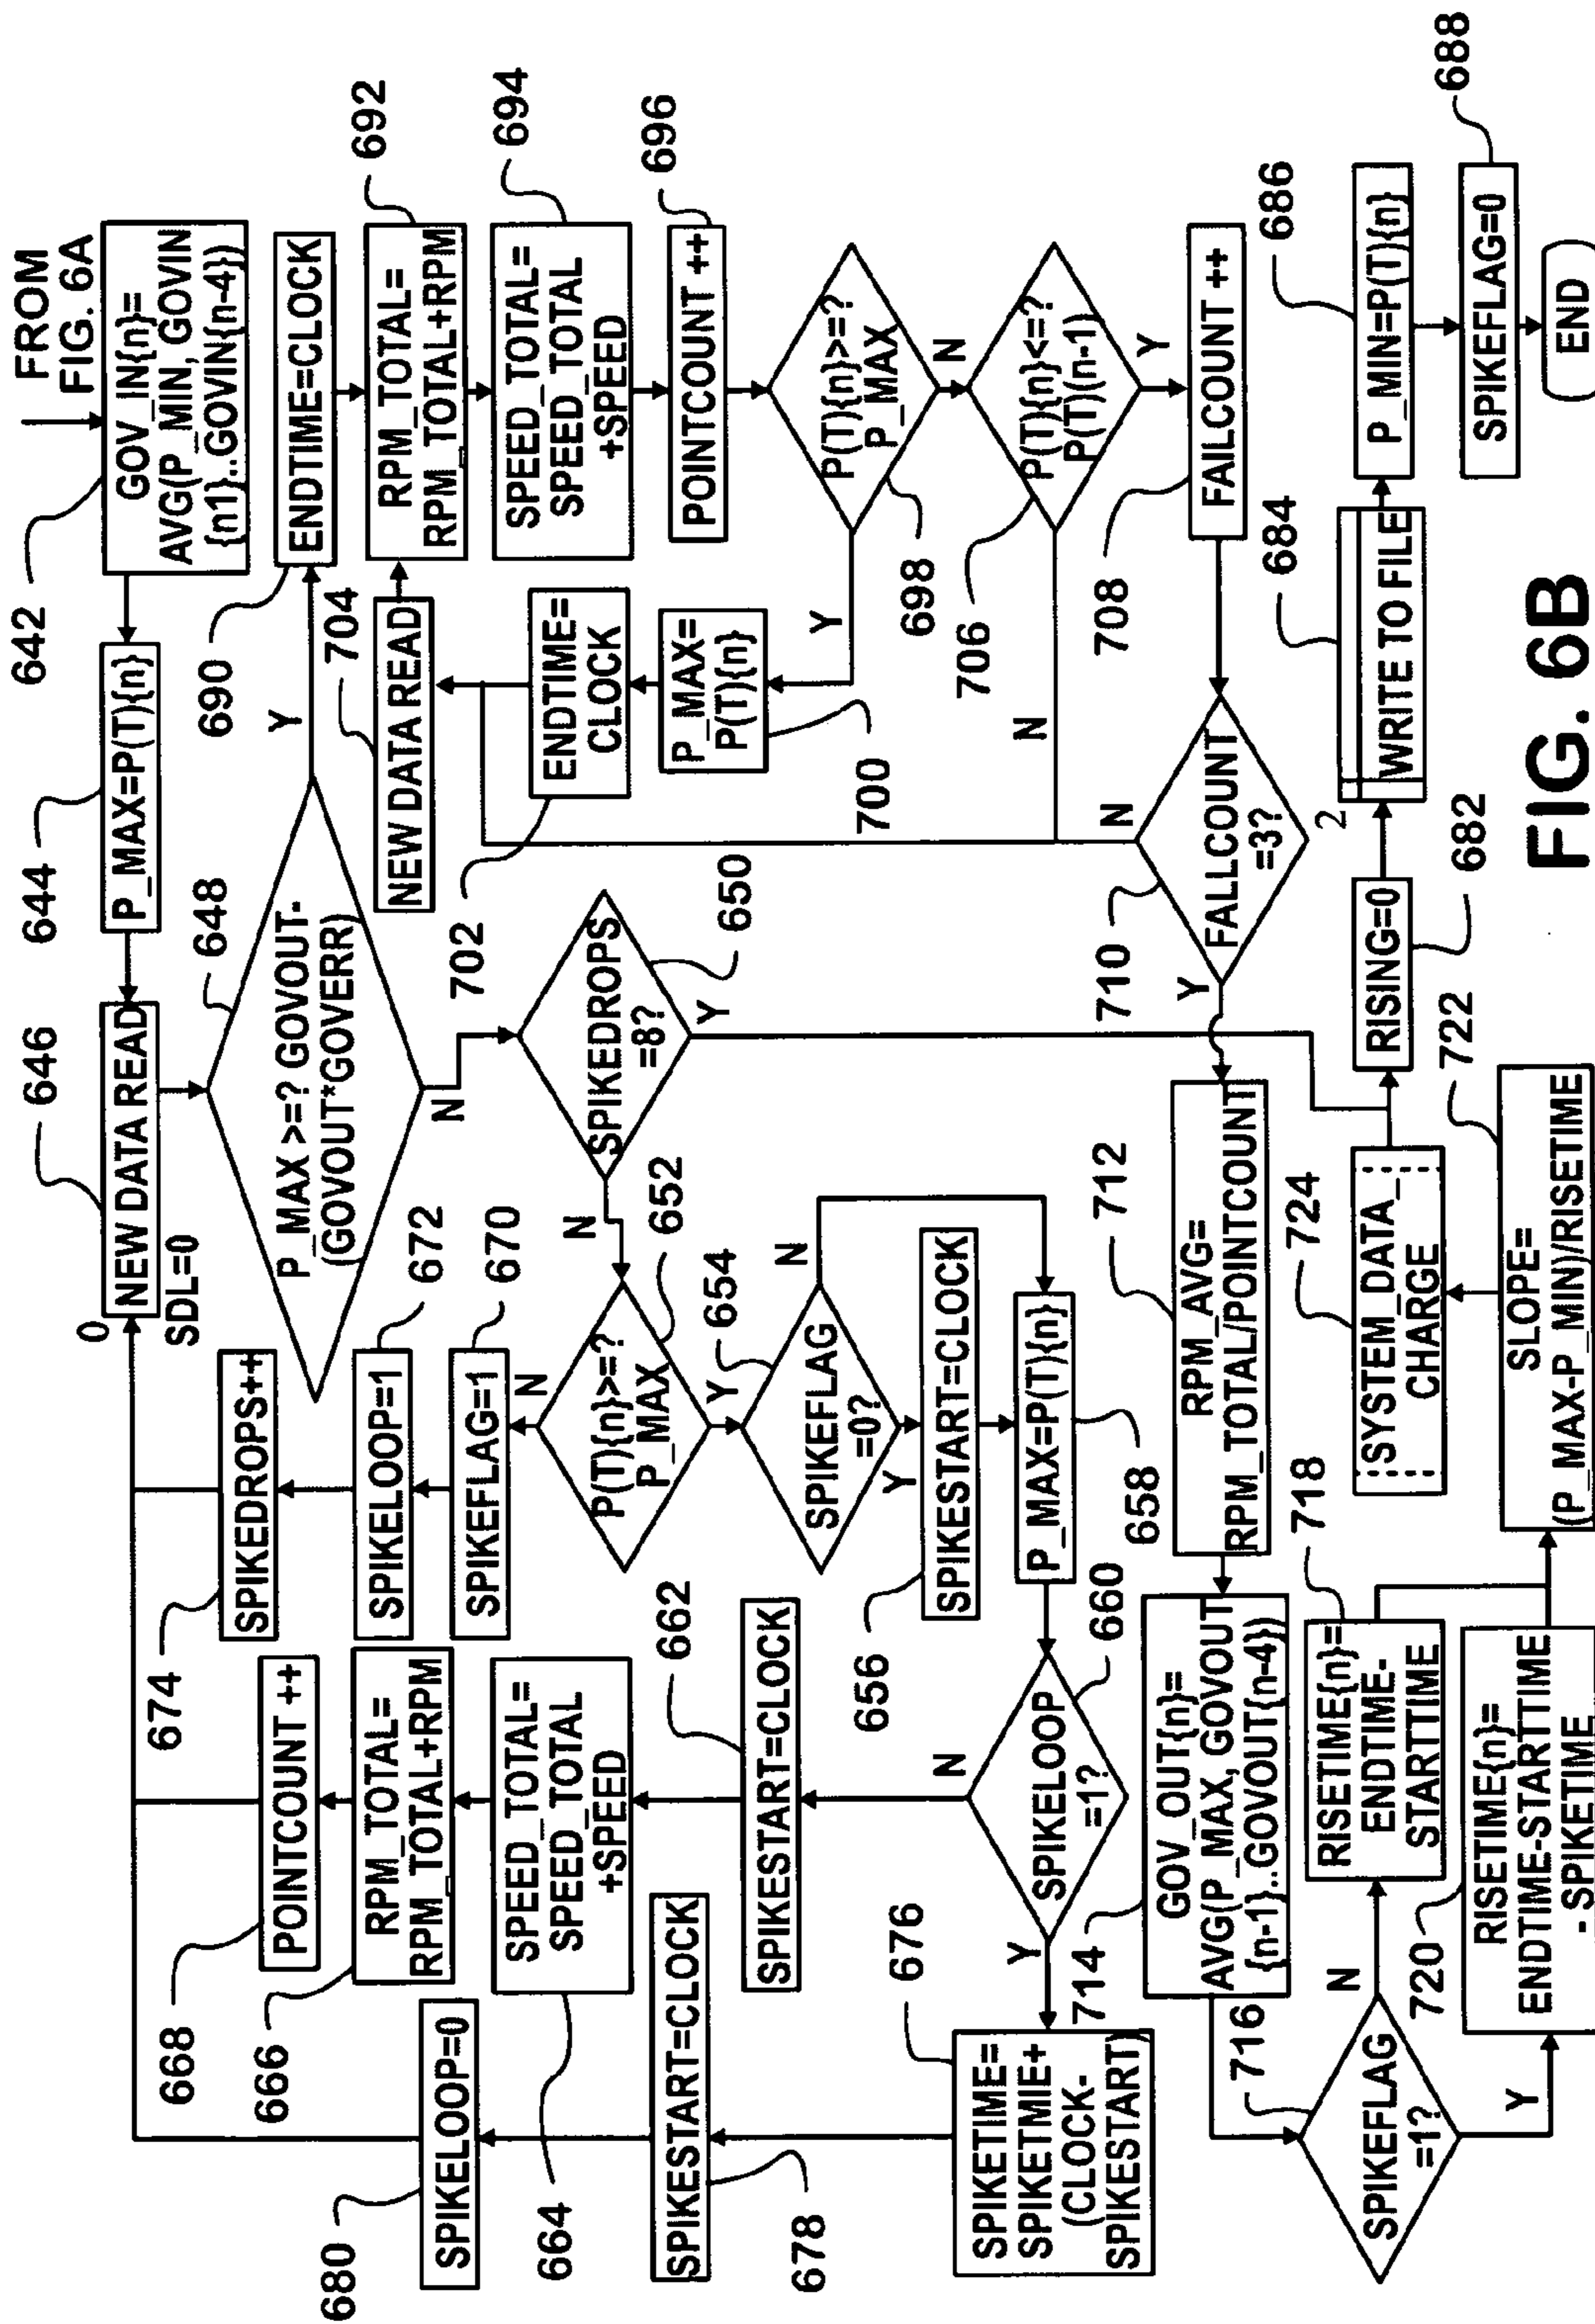 FROM
FIG. 6A
642
GOV_IN{n}=
AVG(P_MIN, GOVIN
{n1}..GOVIN{n-4})
644
P_MAX=P(T){n}
646
0
NEW DATA READ
SDL=0
648
P_MAX >=? GOVOUT-
(GOVOUT*GOVERR)
Y
N
690
ENDTIME=CLOCK
692
RPM_TOTAL=
RPM_TOTAL+RPM
694
SPEED_TOTAL=
SPEED_TOTAL
+SPEED
696
POINTCOUNT ++
698
P(T){n}>=?
P_MAX
Y
N
700
P_MAX=
P(T){n}
702
ENDTIME=
CLOCK
704
NEW DATA READ
706
P(T){n}<=?
P(T)(n-1)
N
Y
708
FAILCOUNT ++
710
FALLCOUNT
=3?
N
Y
2
650
SPIKEDROPS
=8?
Y
N
652
P(T){n}>=?
P_MAX
N
Y
670
SPIKEFLAG=1
672
SPIKELOOP=1
674
SPIKEDROPS++
654
SPIKEFLAG
=0?
N
Y
656
SPIKESTART=CLOCK
658
P_MAX=P(T){n}
660
SPIKELOOP
=1?
N
Y
662
SPIKESTART=CLOCK
664
SPEED_TOTAL=
SPEED_TOTAL
+SPEED
666
RPM_TOTAL=
RPM_TOTAL+RPM
668
POINTCOUNT ++
676
SPIKETIME=
SPIKETMIE+
(CLOCK-
SPIKESTART)
678
SPIKESTART=CLOCK
680
SPIKELOOP=0
712
RPM_AVG=
RPM_TOTAL/POINTCOUNT
714
GOV_OUT{n}=
AVG(P_MAX, GOVOUT
{n-1}..GOVOUT{n-4})
716
SPIKEFLAG
=1?
N
Y
718
RISETIME{n}=
ENDTIME-
STARTTIME
720
RISETIME{n}=
ENDTIME-STARTTIME
- SPIKETIME
722
SLOPE=
(P_MAX-P_MIN)/RISETIME
724
SYSTEM_DATA_
CHARGE
682
RISING=0
684
WRITE TO FILE
686
P_MIN=P(T){n}
688
SPIKEFLAG=0
END
FIG. 6B